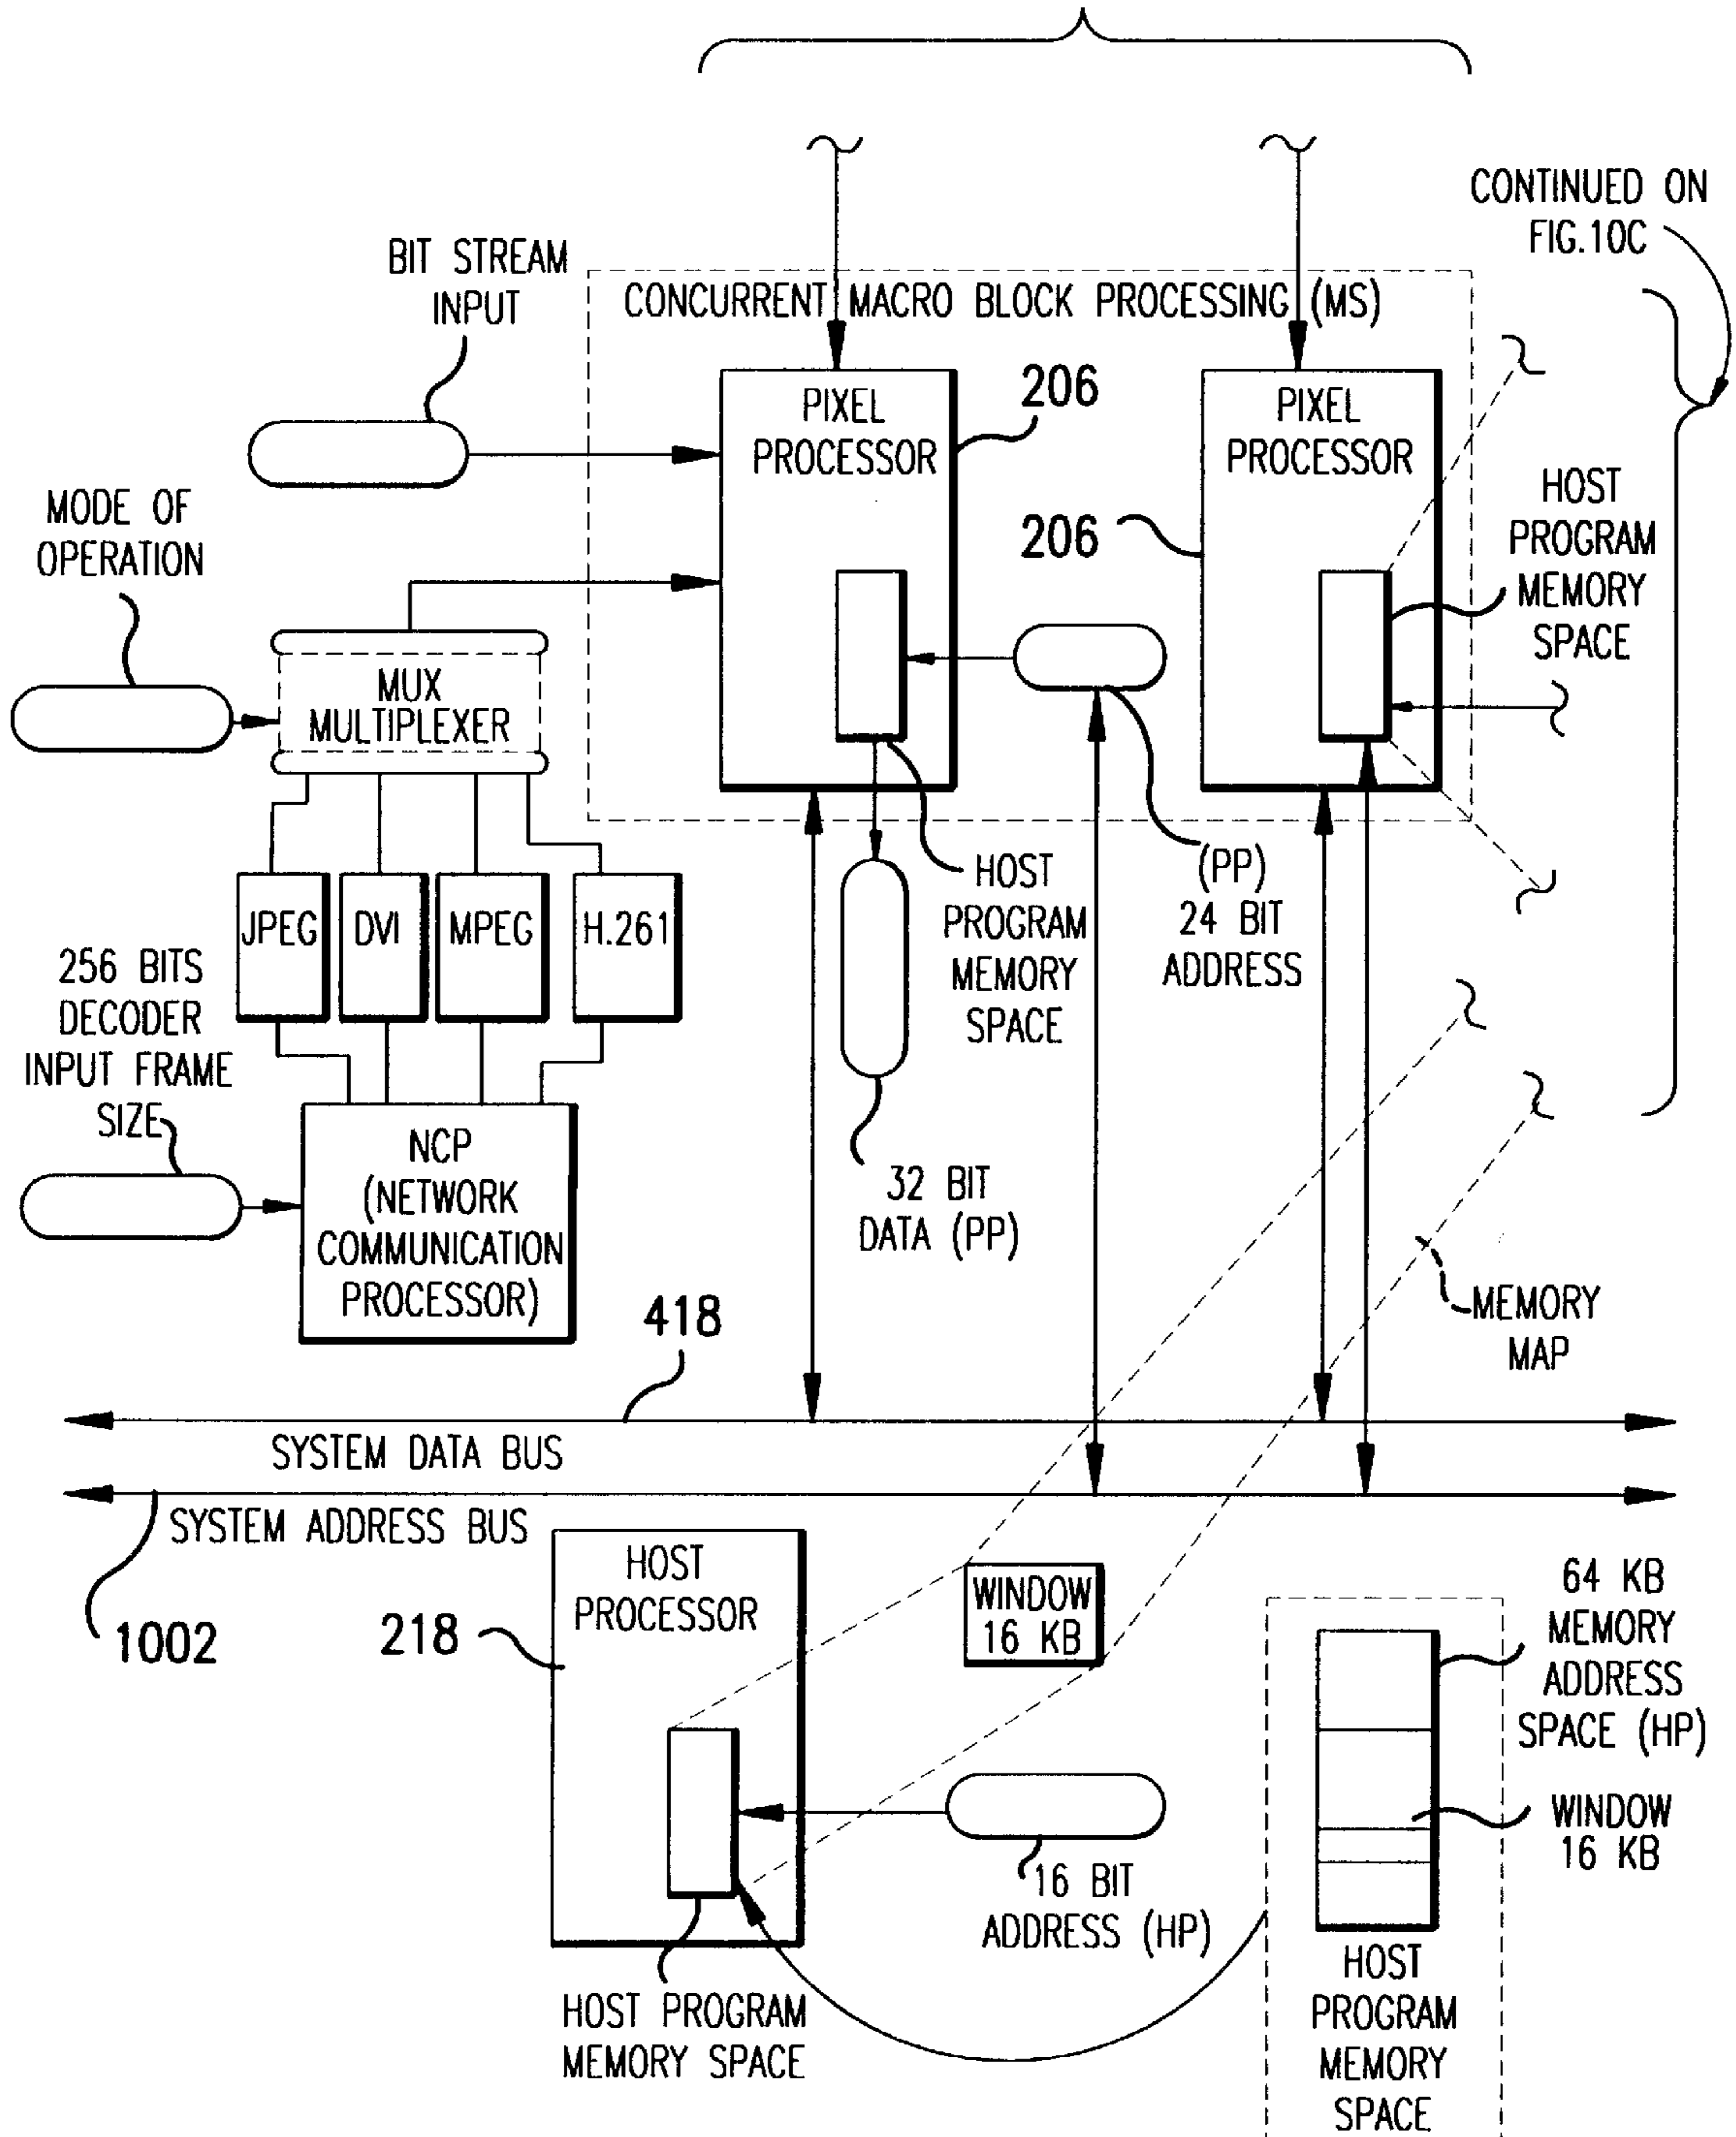 CONTINUED ON
FIG.10C
BIT STREAM
INPUT
CONCURRENT MACRO BLOCK PROCESSING (MS)
PIXEL
PROCESSOR
206
PIXEL
PROCESSOR
206
HOST
PROGRAM
MEMORY
SPACE
MODE OF
OPERATION
MUX
MULTIPLEXER
JPEG
DVI
MPEG
H.261
256 BITS
DECODER
INPUT FRAME
SIZE
NCP
(NETWORK
COMMUNICATION
PROCESSOR)
HOST
PROGRAM
MEMORY
SPACE
(PP)
24 BIT
ADDRESS
32 BIT
DATA (PP)
MEMORY
MAP
418
SYSTEM DATA BUS
SYSTEM ADDRESS BUS
1002
HOST
PROCESSOR
218
WINDOW
16 KB
64 KB
MEMORY
ADDRESS
SPACE (HP)
WINDOW
16 KB
16 BIT
ADDRESS (HP)
HOST PROGRAM
MEMORY SPACE
HOST
PROGRAM
MEMORY
SPACE